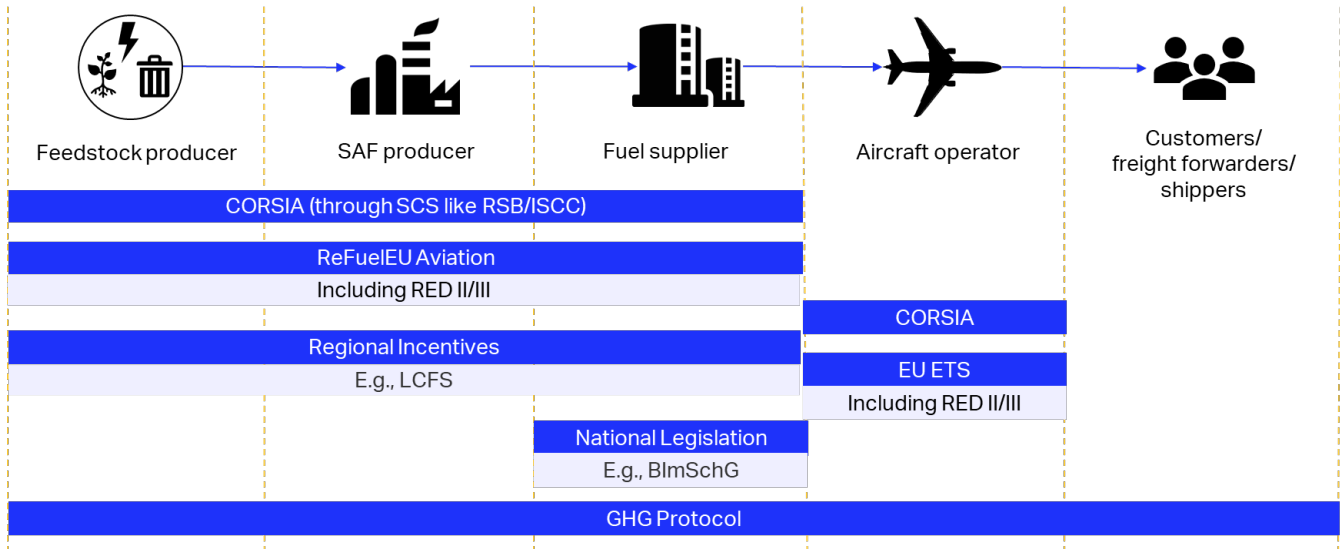 Feedstock producer
SAF producer
Fuel supplier
Aircraft operator
Customers/
freight forwarders/
shippers
CORSIA (through SCS like RSB/ISCC)
ReFuelEU Aviation
Including RED II/III
CORSIA
Regional Incentives
E.g., LCFS
EU ETS
Including RED II/III
National Legislation
E.g., BImSchG
GHG Protocol